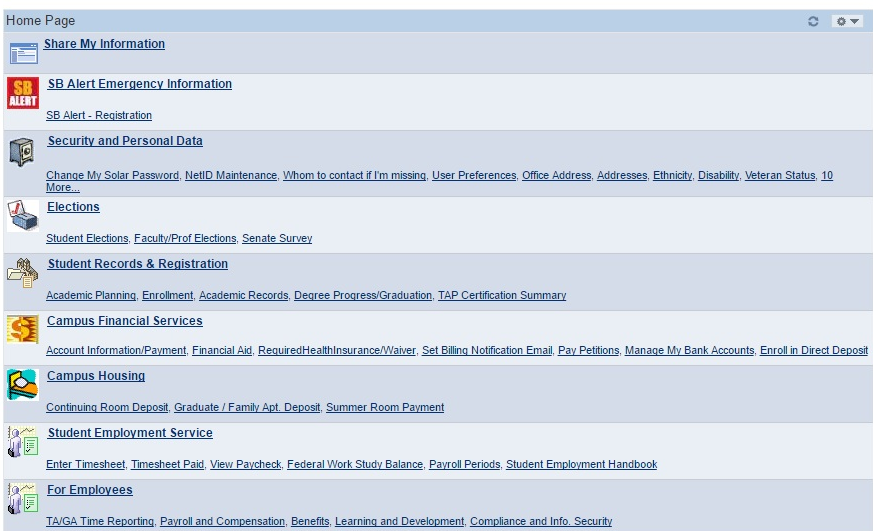 Home Page
Share My Information
SB ALERT
SB Alert Emergency Information
SB Alert - Registration
Security and Personal Data
Change My Solar Password, NetID Maintenance, Whom to contact if I'm missing, User Preferences, Office Address, Addresses, Ethnicity, Disability, Veteran Status, 10
More...
Elections
Student Elections, Faculty/Prof Elections, Senate Survey
Student Records & Registration
Academic Planning, Enrollment, Academic Records, Degree Progress/Graduation, TAP Certification Summary
Campus Financial Services
Account Information/Payment, Financial Aid, RequiredHealthInsurance/Waiver, Set Billing Notification Email, Pay Petitions, Manage My Bank Accounts, Enroll in Direct Deposit
Campus Housing
Continuing Room Deposit, Graduate / Family Apt. Deposit, Summer Room Payment
Student Employment Service
Enter Timesheet, Timesheet Paid, View Paycheck, Federal Work Study Balance, Payroll Periods, Student Employment Handbook
For Employees
TA/GA Time Reporting, Payroll and Compensation, Benefits, Learning and Development, Compliance and Info. Security